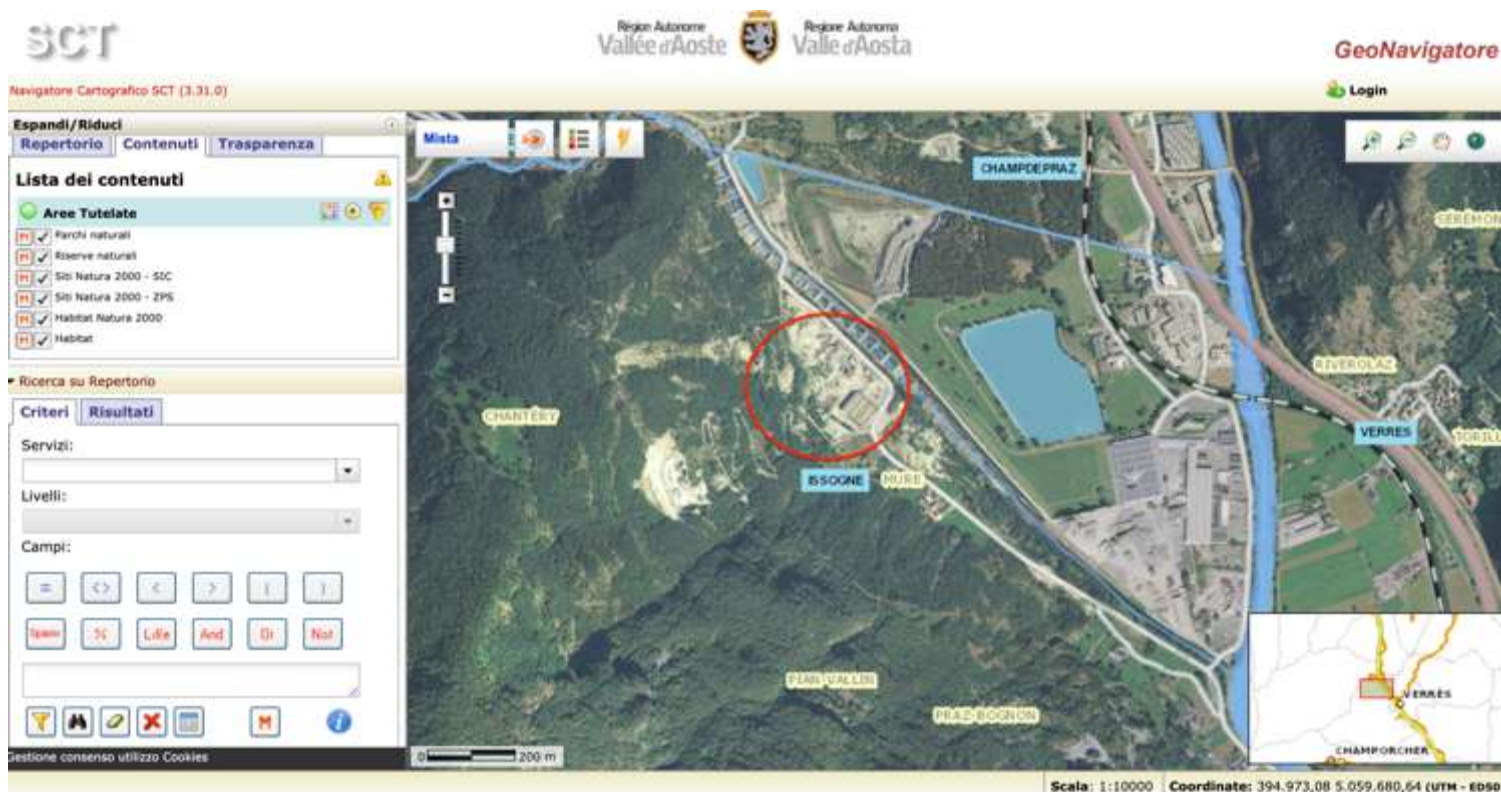 SCT
Région Autonome
Vallée d'Aoste
Regione Autonoma
Valle d'Aosta
GeoNavigatore
Navigatore Cartografico SCT (3.31.0)
Login
Espandi/Riduci
Repertorio Contenuti Trasparenza
Lista dei contenuti
Aree Tutelate
M Parchi naturali
M Riserve naturali
M Siti Natura 2000 - SIC
M Siti Natura 2000 - ZPS
M Habitat Natura 2000
M Habitat
Ricerca su Repertorio
Criteri Risultati
Servizi:
Livelli:
Campi:
= <> < > ( )
% And Or Not
M i
Gestione consenso utilizzo Cookies
Mista
CHAMPDEPRAZ
RIVEROLAZ
CHANTÉRY
VERRES
ISSOGNE
MURE
PIAN-VALLIN
PRAZ-BOGNON
VERRÈS
CHAMPORCHER
0 200 m
Scala: 1:10000 Coordinate: 394.973,08 5.059.680,64 (UTM - ED50